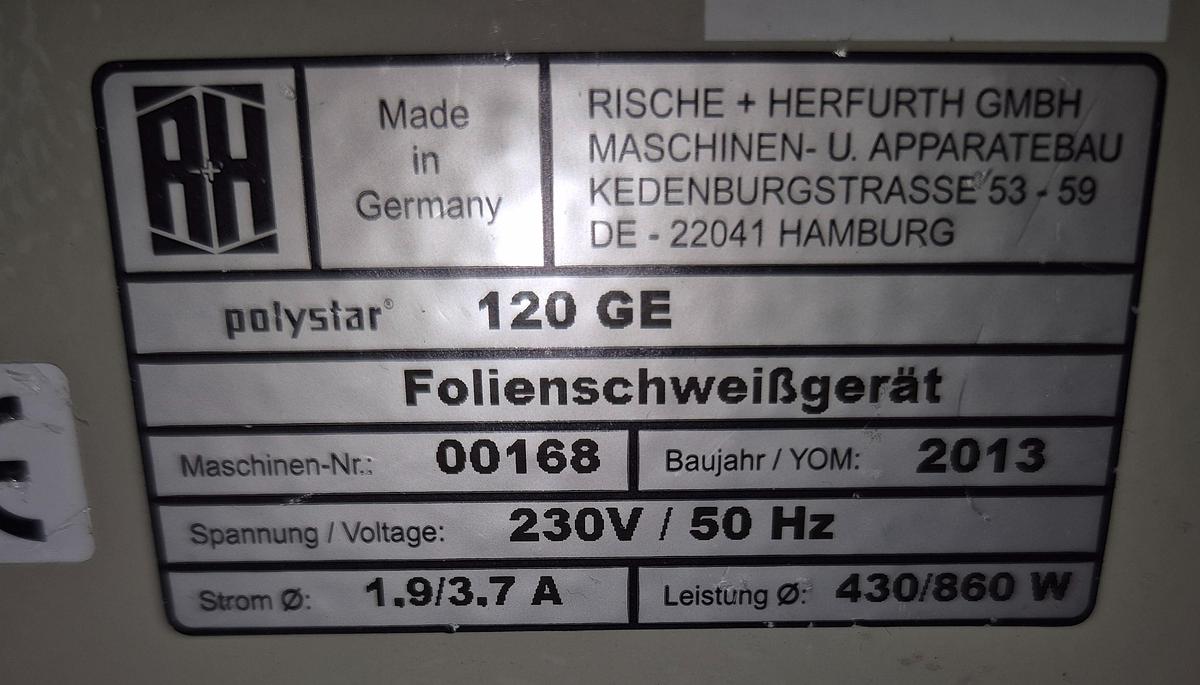 R+H
Made
in
Germany
RISCHE + HERFURTH GMBH
MASCHINEN- U. APPARATEBAU
KEDENBURGSTRASSE 53 - 59
DE - 22041 HAMBURG
polystar® 120 GE
Folienschweißgerät
Maschinen-Nr.: 00168
Baujahr / YOM: 2013
Spannung / Voltage: 230V / 50 Hz
Strom Ø: 1.9/3.7 A
Leistung Ø: 430/860 W